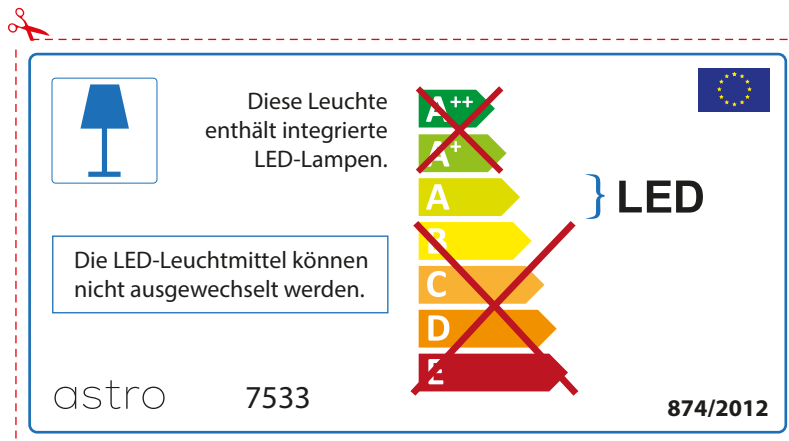 Diese Leuchte
enthält integrierte
LED-Lampen.
Die LED-Leuchtmittel können
nicht ausgewechselt werden.
A++
A+
A
B
C
D
E
LED
astro
7533
874/2012